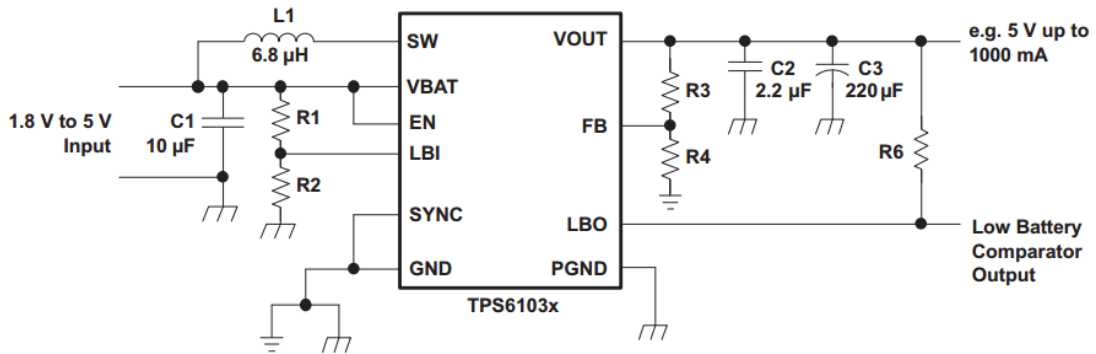 L1
6.8 µH
SW
VBAT
EN
LBI
SYNC
GND
VOUT
FB
LBO
PGND
TPS6103x
1.8 V to 5 V
Input
C1
10 µF
R1
R2
R3
R4
C2
2.2 µF
C3
220 µF
R6
e.g. 5 V up to
1000 mA
Low Battery
Comparator
Output